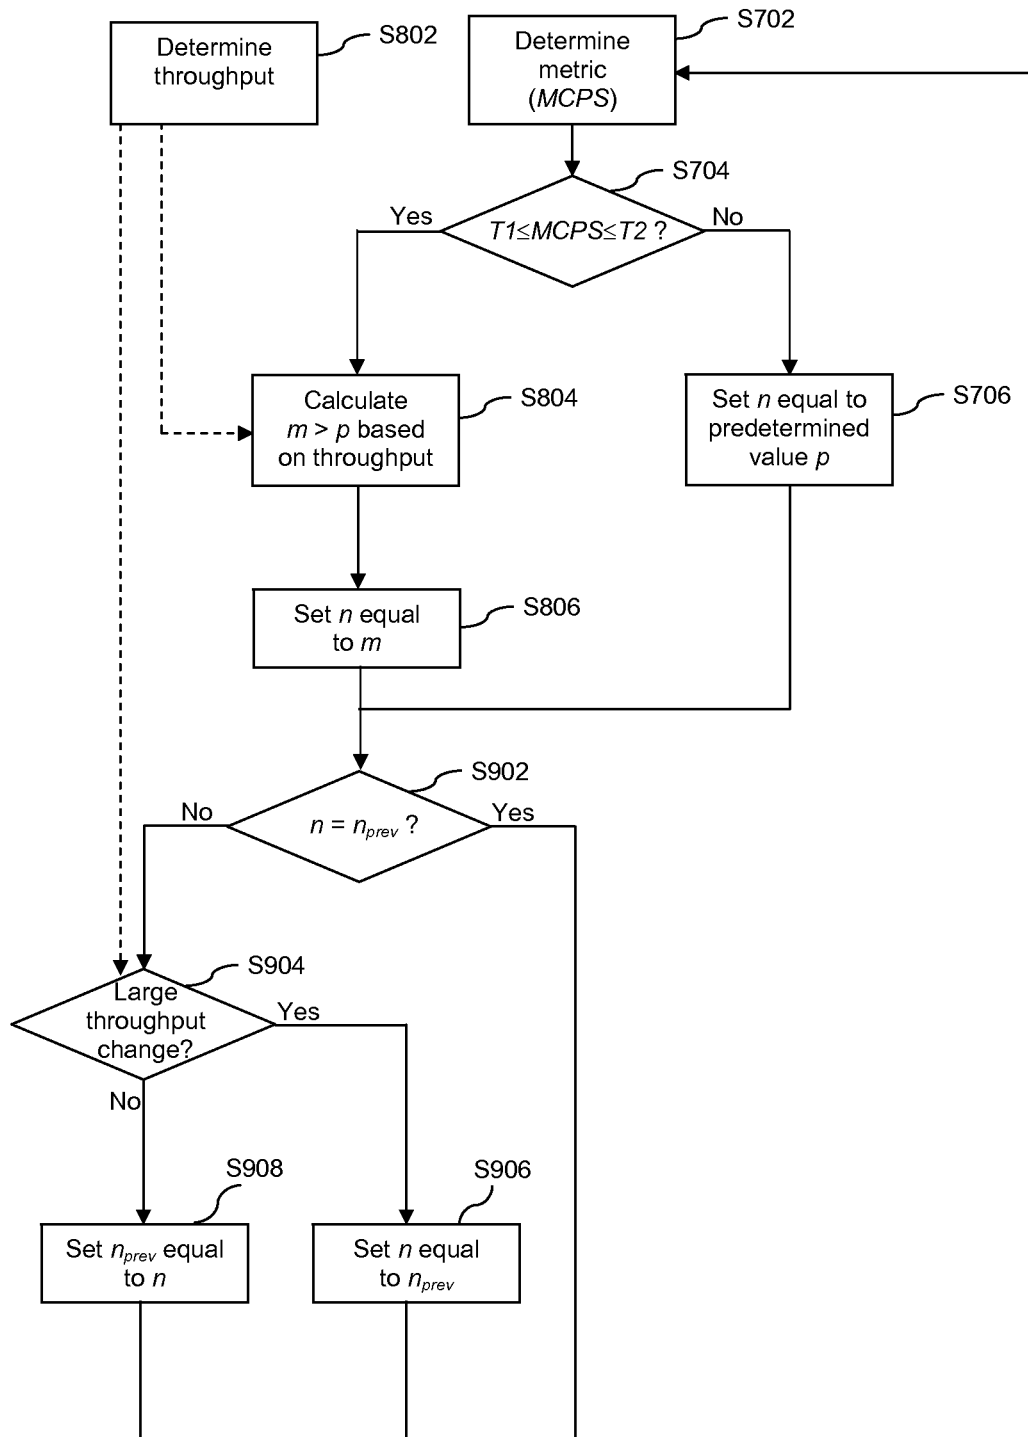 S802
Determine
throughput
S702
Determine
metric
(MCPS)
S704
Yes
No
T1≤MCPS≤T2 ?
S804
Calculate
m > p based
on throughput
S706
Set n equal to
predetermined
value p
S806
Set n equal
to m
S902
No
Yes
n = nprev ?
S904
Large
throughput
change?
Yes
No
S908
Set nprev equal
to n
S906
Set n equal
to nprev